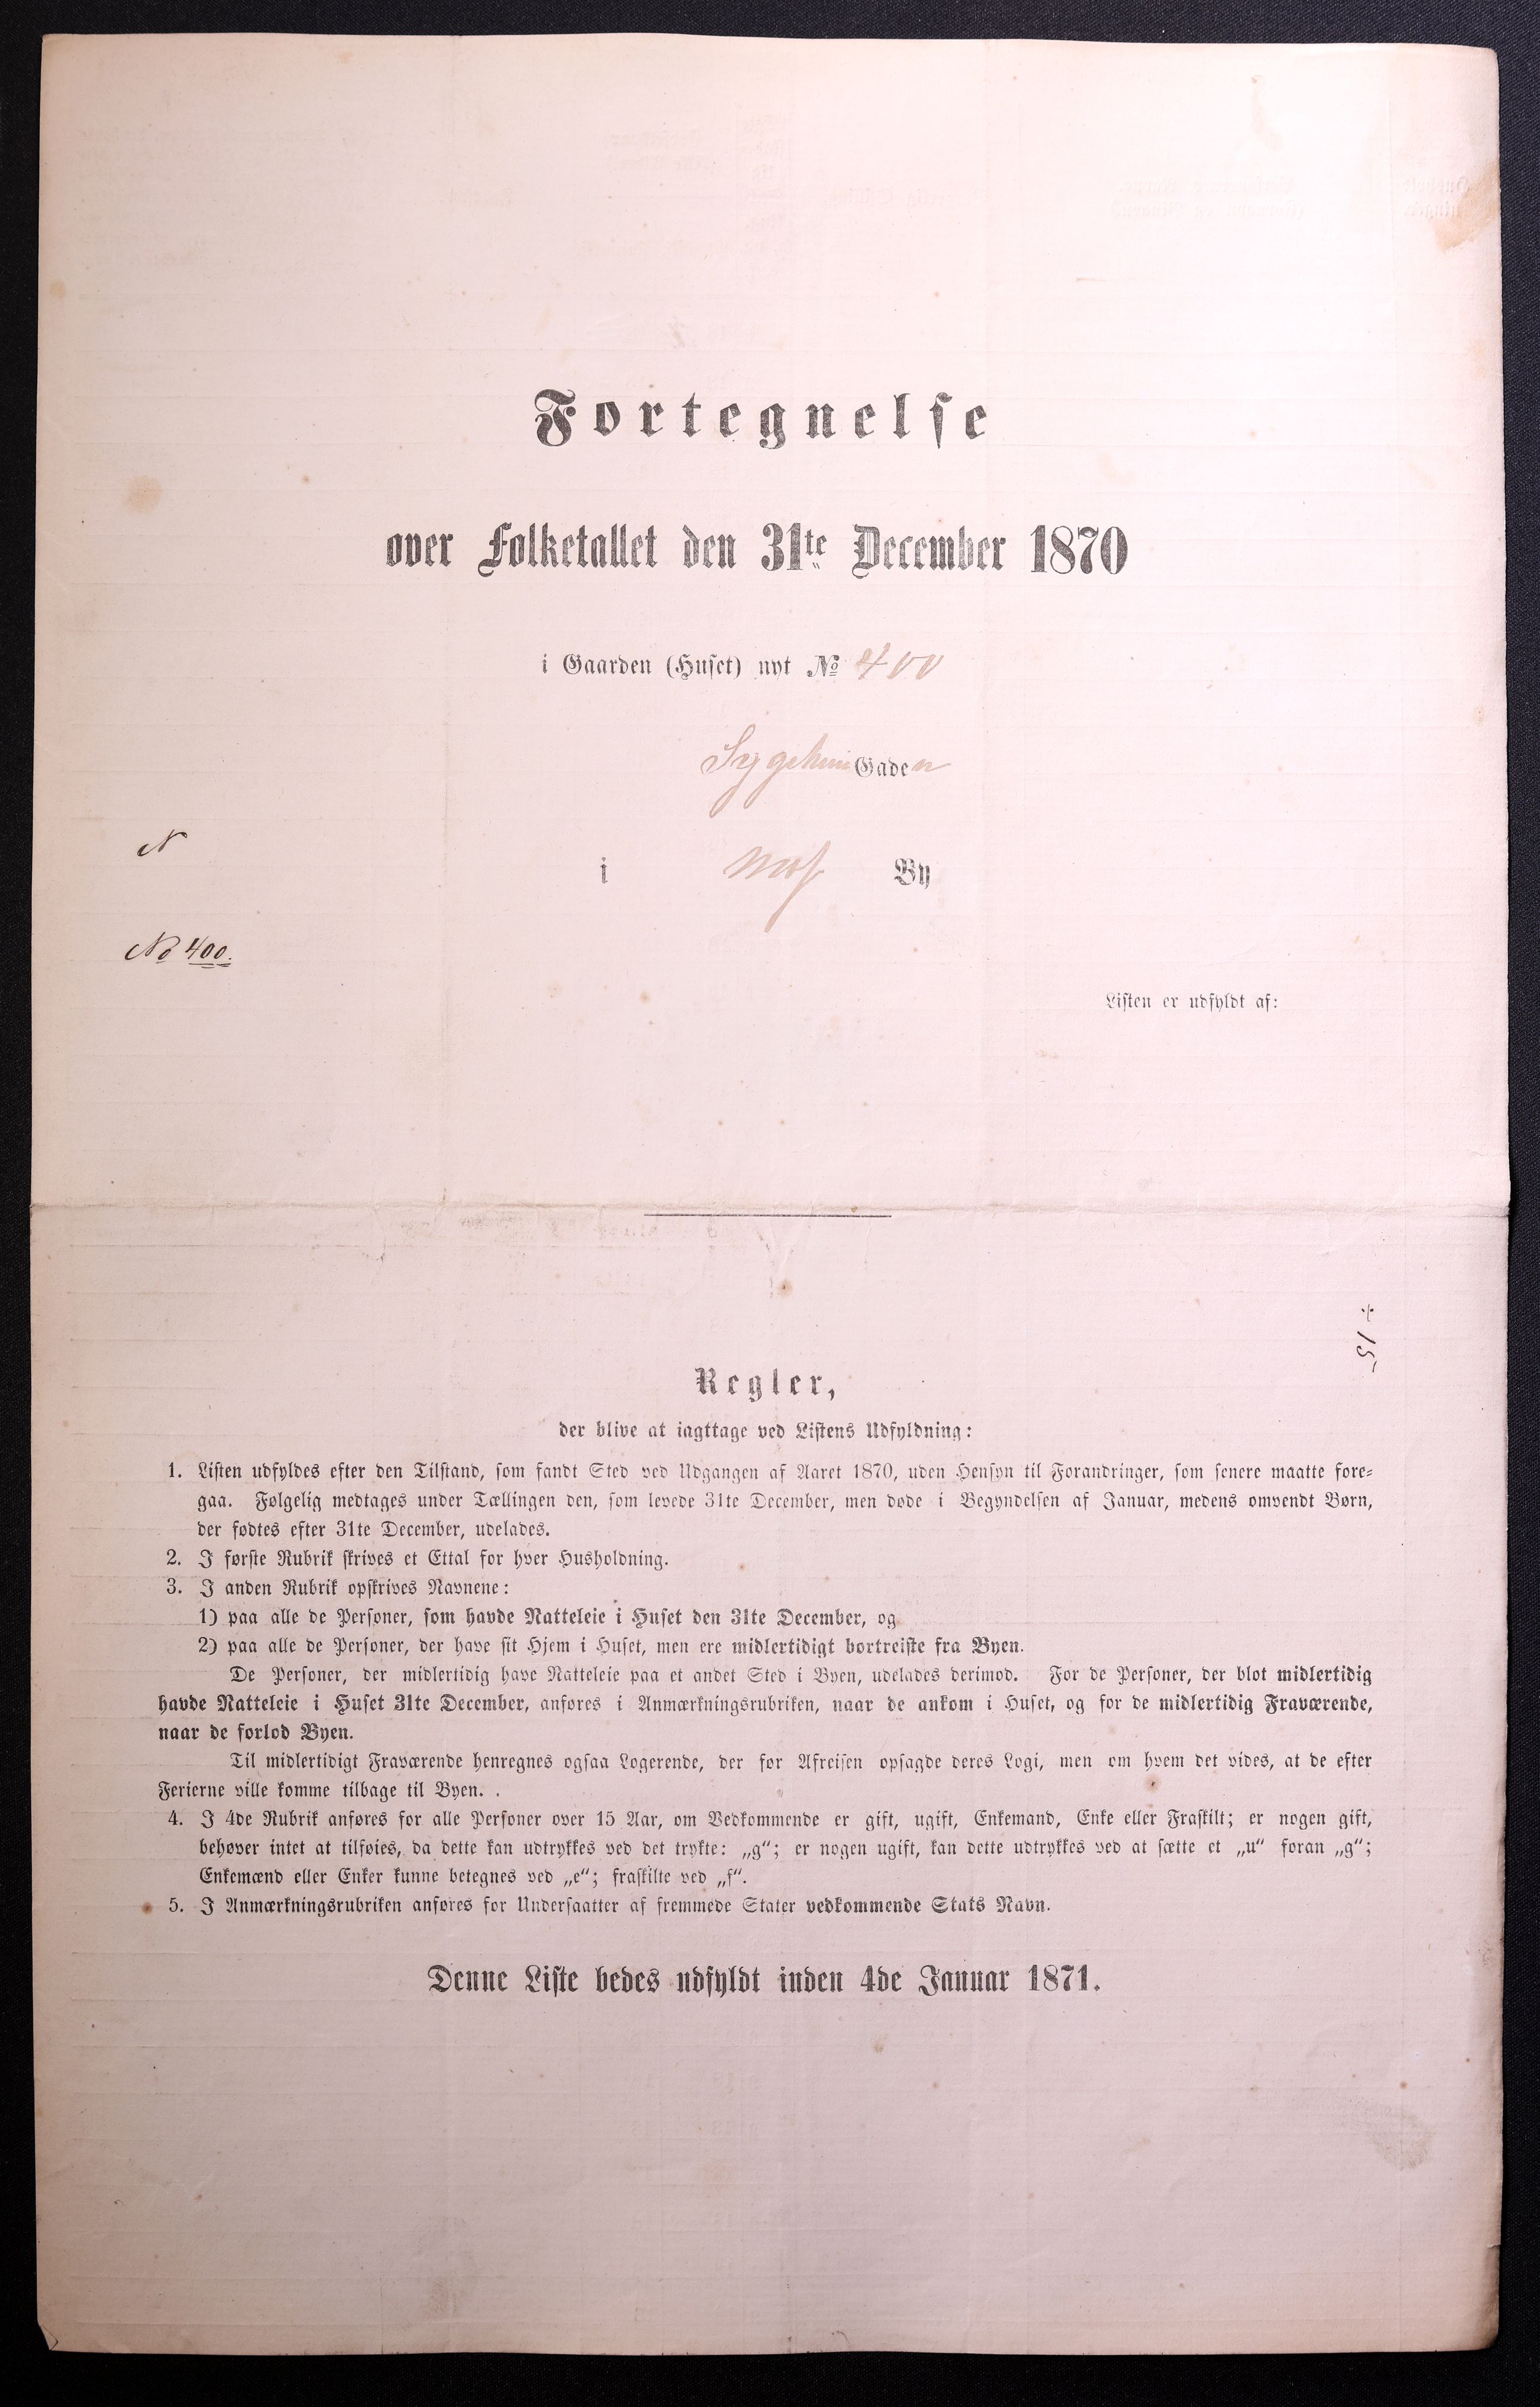 Fortegnelse
over Folketallet den 31te December 1870
i Gaarden (Huset) nyt No 400
Sygehuus Gaden
N
i Moss By
No 400.
Listen er udfyldt af:
÷ 15
Regler,
der blive at iagttage ved Listens Udfyldning:
1. Listen udfyldes efter den Tilstand, som fandt Sted ved Udgangen af Aaret 1870, uden Hensyn til Forandringer, som senere maatte fore-
gaa. Følgelig medtages under Tællingen den, som levede 31te December, men døde i Begyndelsen af Januar, medens omvendt Børn,
der fødtes efter 31te December, udelades.
2. I første Rubrik skrives et Ettal for hver Husholdning.
3. I anden Rubrik opskrives Navnene:
1) paa alle de Personer, som havde Natteleie i Huset den 31te December, og
2) paa alle de Personer, der have sit Hjem i Huset, men ere midlertidigt bortreiste fra Byen.
De Personer, der midlertidig have Natteleie paa et andet Sted i Byen, udelades derimod. For de Personer, der blot midlertidig
havde Natteleie i Huset 31te December, anføres i Anmærkningsrubriken, naar de ankom i Huset, og for de midlertidig Fraværende,
naar de forlod Byen.
Til midlertidigt Fraværende henregnes ogsaa Logerende, der før Afreisen opsagde deres Logi, men om hvem det vides, at de efter
Ferierne ville komme tilbage til Byen.
4. I 4de Rubrik anføres for alle Personer over 15 Aar, om Vedkommende er gift, ugift, Enkemand, Enke eller Fraskilt; er nogen gift,
behøver intet at tilføies, da dette kan udtrykkes ved det trykte: „g“; er nogen ugift, kan dette udtrykkes ved at sætte et „u“ foran „g“;
Enkemænd eller Enker kunne betegnes ved „e“; fraskilte ved „f“.
5. I Anmærkningsrubriken anføres for Undersaatter af fremmede Stater vedkommende Stats Navn.
Denne Liste bedes udfyldt inden 4de Januar 1871.